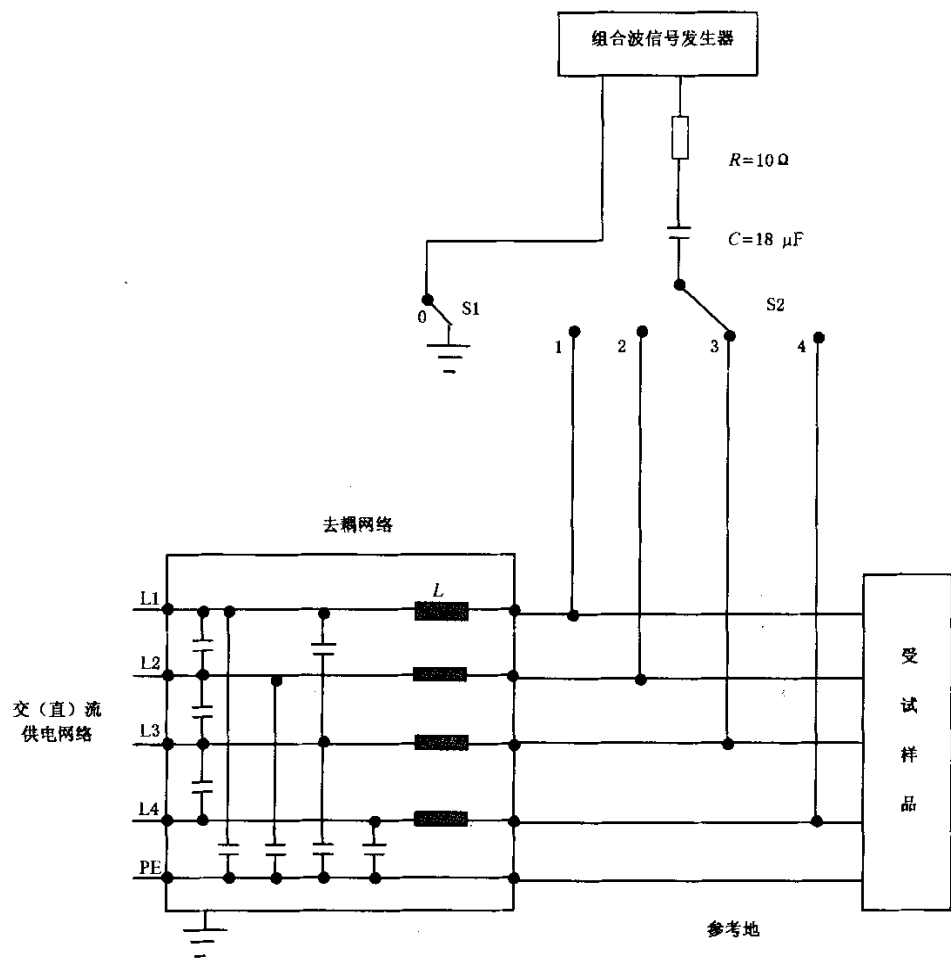 组合波信号发生器
R=10 Ω
C=18 μF
S1
0
S2
1
2
3
4
去耦网络
L1
L
L2
交（直）流
供电网络
L3
L4
PE
受
试
样
品
参考地